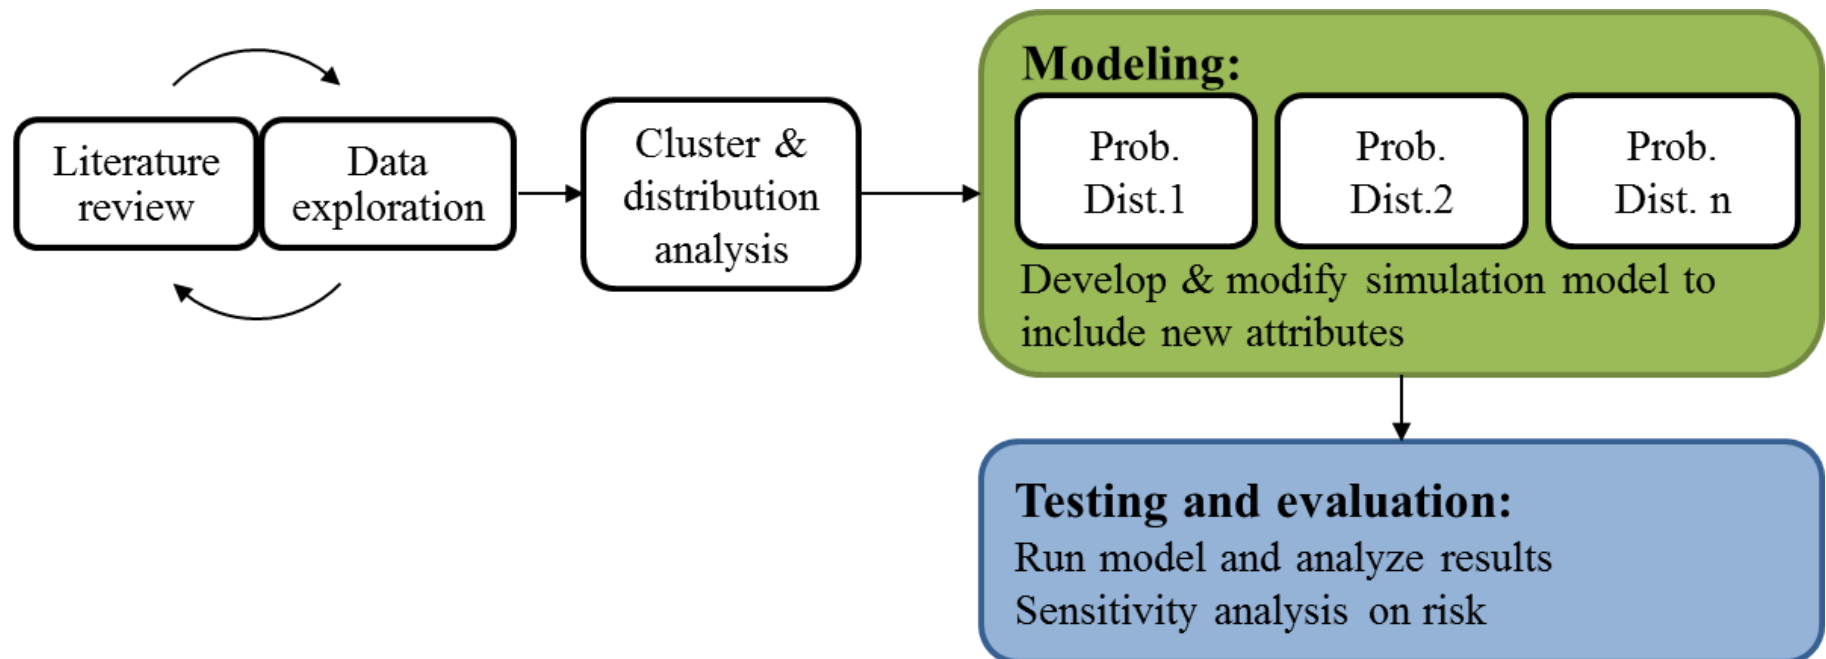 Literature
review
Data
exploration
Cluster &
distribution
analysis
Modeling:
Prob.
Dist.1
Prob.
Dist.2
Prob.
Dist. n
Develop & modify simulation model to
include new attributes
Testing and evaluation:
Run model and analyze results
Sensitivity analysis on risk